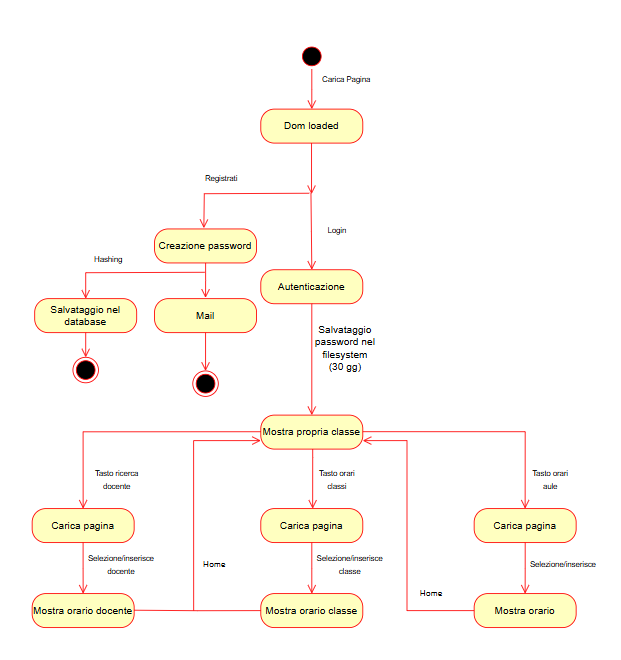 Carica Pagina
Dom loaded
Registrati
Login
Creazione password
Hashing
Autenticazione
Salvataggio nel
database
Mail
Salvataggio
password nel
filesystem
(30 gg)
Mostra propria classe
Tasto ricerca
docente
Tasto orari
classi
Tasto orari
aule
Carica pagina
Carica pagina
Carica pagina
Selezione/inserisce
docente
Home
Selezione/inserisce
classe
Selezione/inserisce
Home
Mostra orario docente
Mostra orario classe
Mostra orario